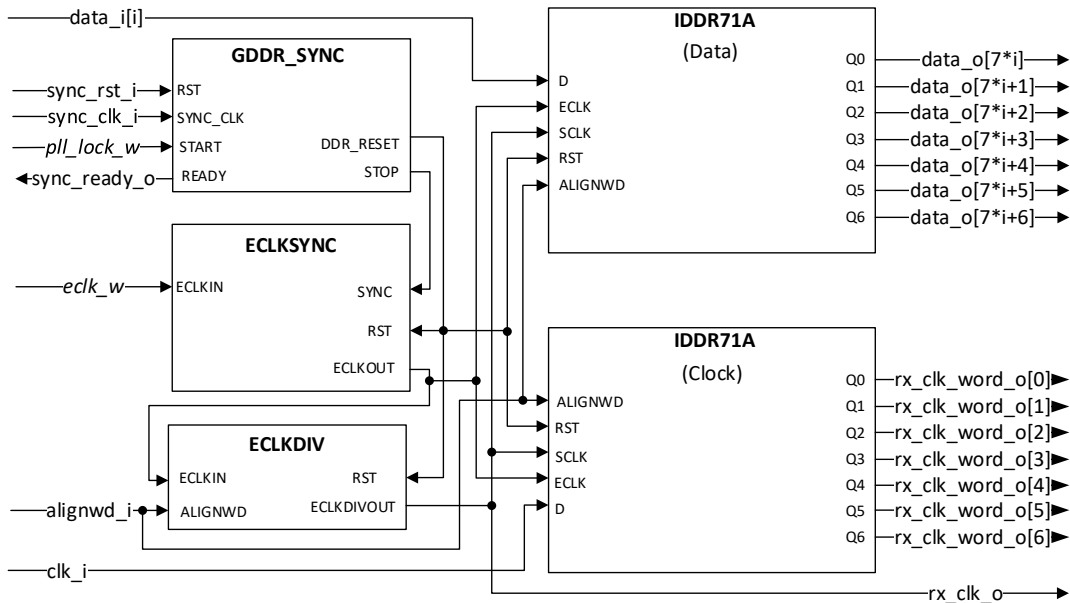 data_i[i]
GDDR_SYNC
sync_rst_i
RST
sync_clk_i
SYNC_CLK
pll_lock_w
START
sync_ready_o
READY
DDR_RESET
STOP
ECLKSYNC
eclk_w
ECLKIN
SYNC
RST
ECLKOUT
ECLKDIV
ECLKIN
RST
alignwd_i
ALIGNWD
ECLKDIVOUT
clk_i
IDDR71A
(Data)
D
ECLK
SCLK
RST
ALIGNWD
Q0 data_o[7*i]
Q1 data_o[7*i+1]
Q2 data_o[7*i+2]
Q3 data_o[7*i+3]
Q4 data_o[7*i+4]
Q5 data_o[7*i+5]
Q6 data_o[7*i+6]
IDDR71A
(Clock)
ALIGNWD
RST
SCLK
ECLK
D
Q0 rx_clk_word_o[0]
Q1 rx_clk_word_o[1]
Q2 rx_clk_word_o[2]
Q3 rx_clk_word_o[3]
Q4 rx_clk_word_o[4]
Q5 rx_clk_word_o[5]
Q6 rx_clk_word_o[6]
rx_clk_o